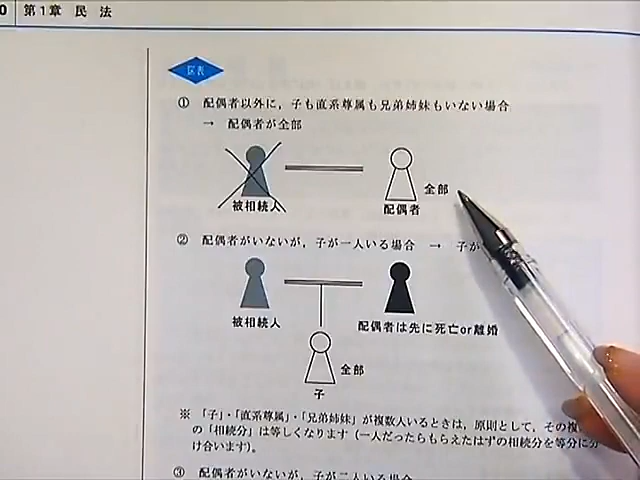 0 第1章 民 法
図表
① 配偶者以外に，子も直系尊属も兄弟姉妹もいない場合
→ 配偶者が全部
全部
被相続人 配偶者
② 配偶者がいないが，子が一人いる場合 → 子が
被相続人 配偶者は先に死亡or離婚
全部
子
※ 「子」・「直系尊属」・「兄弟姉妹」が複数人いるときは，原則として，その複
の「相続分」は等しくなります（一人だったらもらえたはずの相続分を等分に分
け合います）。
③ 配偶者がいないが，子が二人いる場合